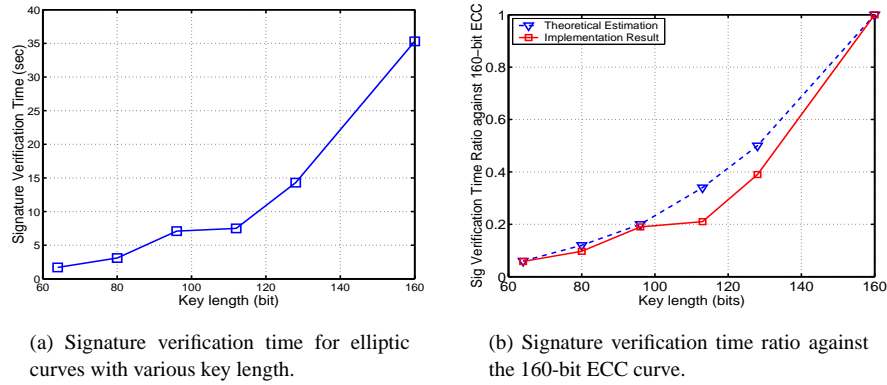 40
35
30
25
20
15
10
5
0
60
80
100
120
140
160
Signature Verification Time (sec)
Key length (bit)
(a) Signature verification time for elliptic
curves with various key length.
1
0.8
0.6
0.4
0.2
0
60
80
100
120
140
160
Sig Verification Time Ratio against 160-bit ECC
Theoretical Estimation
Implementation Result
Key length (bits)
(b) Signature verification time ratio against
the 160-bit ECC curve.